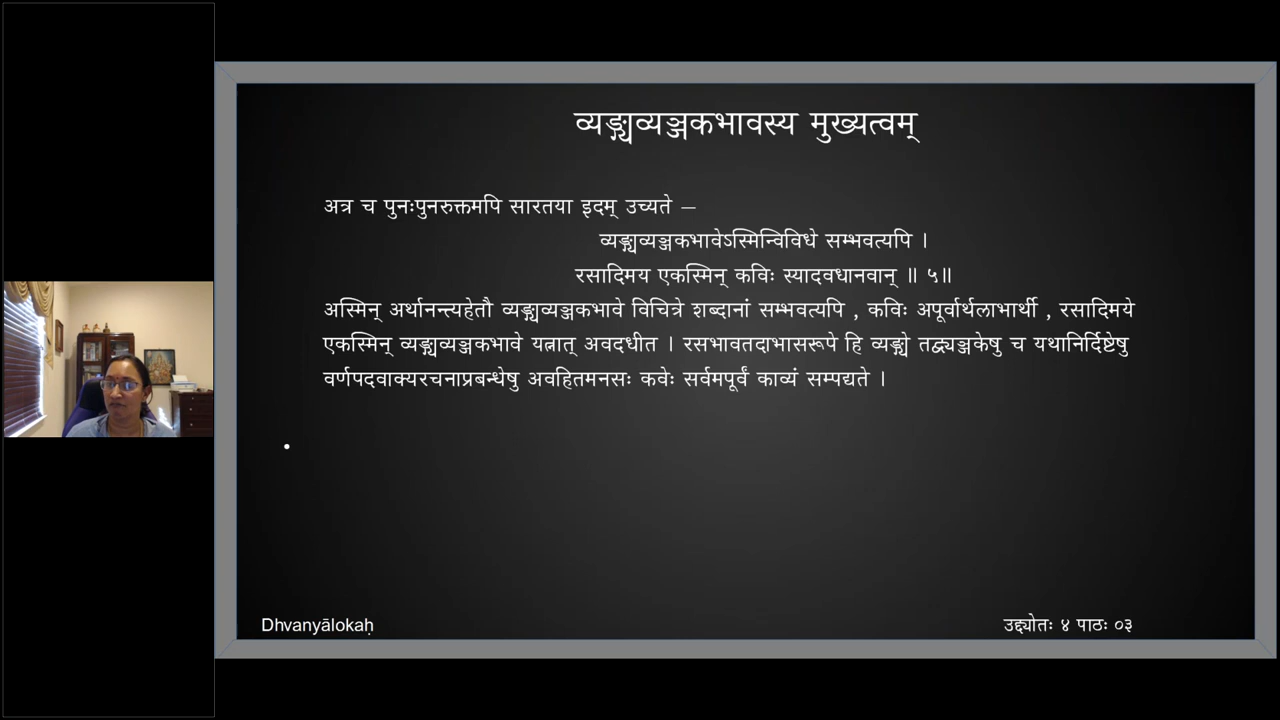 व्यङ्ग्यव्यञ्जकभावस्य मुख्यत्वम्
अत्र च पुनःपुनरुक्तमपि सारतया इदम् उच्यते –
व्यङ्ग्यव्यञ्जकभावेऽस्मिन्विविधे सम्भवत्यपि ।
रसादिमय एकस्मिन् कविः स्यादवधानवान् ॥ ५॥
अस्मिन् अर्थानन्त्यहेतौ व्यङ्ग्यव्यञ्जकभावे विचित्रे शब्दानां सम्भवत्यपि , कविः अपूर्वार्थलाभार्थी , रसादिमये
एकस्मिन् व्यङ्ग्यव्यञ्जकभावे यत्नात् अवदधीत । रसभावतदाभासरूपे हि व्यङ्ग्ये तद्व्यञ्जकेषु च यथानिर्दिष्टेषु
वर्णपदवाक्यरचनाप्रबन्धेषु अवहितमनसः कवेः सर्वमपूर्वं काव्यं सम्पद्यते ।
Dhvanyālokaḥ
उद्द्योतः ४ पाठः ०३